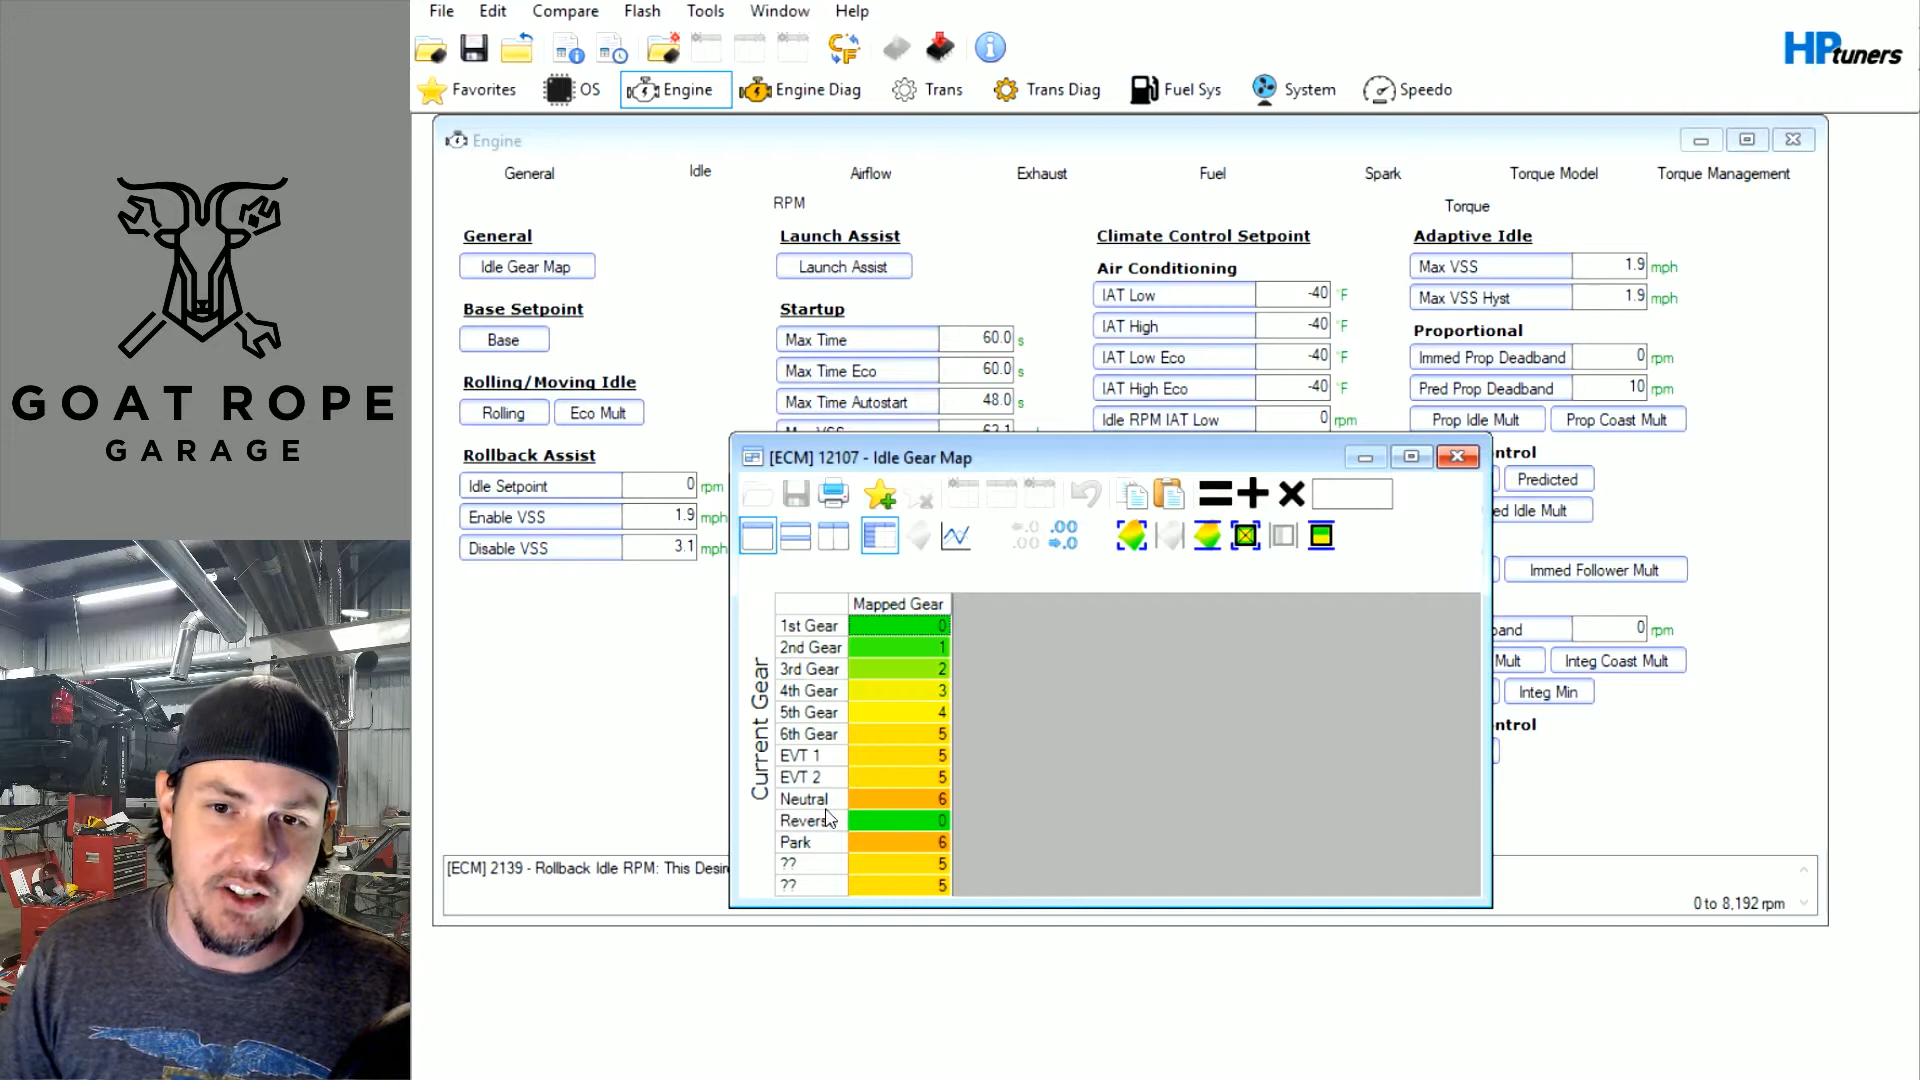 GOAT ROPE
GARAGE
File Edit Compare Flash Tools Window Help
HPtuners
Favorites OS Engine Engine Diag Trans Trans Diag Fuel Sys System Speedo
Engine
General Idle Airflow Exhaust Fuel Spark Torque Model Torque Management
RPM Torque
General Launch Assist Climate Control Setpoint Adaptive Idle
Idle Gear Map Launch Assist Air Conditioning Max VSS 1.9 mph
IAT Low -40 °F Max VSS Hyst 1.9 mph
Base Setpoint Startup IAT High -40 °F Proportional
Base Max Time 60.0 s IAT Low Eco -40 °F Immed Prop Deadband 0 rpm
Rolling/Moving Idle Max Time Eco 60.0 s IAT High Eco -40 °F Pred Prop Deadband 10 rpm
Rolling Eco Mult Max Time Autostart 48.0 s Idle RPM IAT Low 0 rpm Prop Idle Mult Prop Coast Mult
Rollback Assist ntrol
Idle Setpoint 0 rpm Predicted
Enable VSS 1.9 mph ed Idle Mult
Disable VSS 3.1 mph
Immed Follower Mult
and 0 rpm
Mult Integ Coast Mult
Integ Min
ntrol
[ECM] 12107 - Idle Gear Map
Mapped Gear
Current Gear
1st Gear 0
2nd Gear 1
3rd Gear 2
4th Gear 3
5th Gear 4
6th Gear 5
EVT 1 5
EVT 2 5
Neutral 6
Revers 0
Park 6
?? 5
?? 5
[ECM] 2139 - Rollback Idle RPM: This Desir
0 to 8,192 rpm